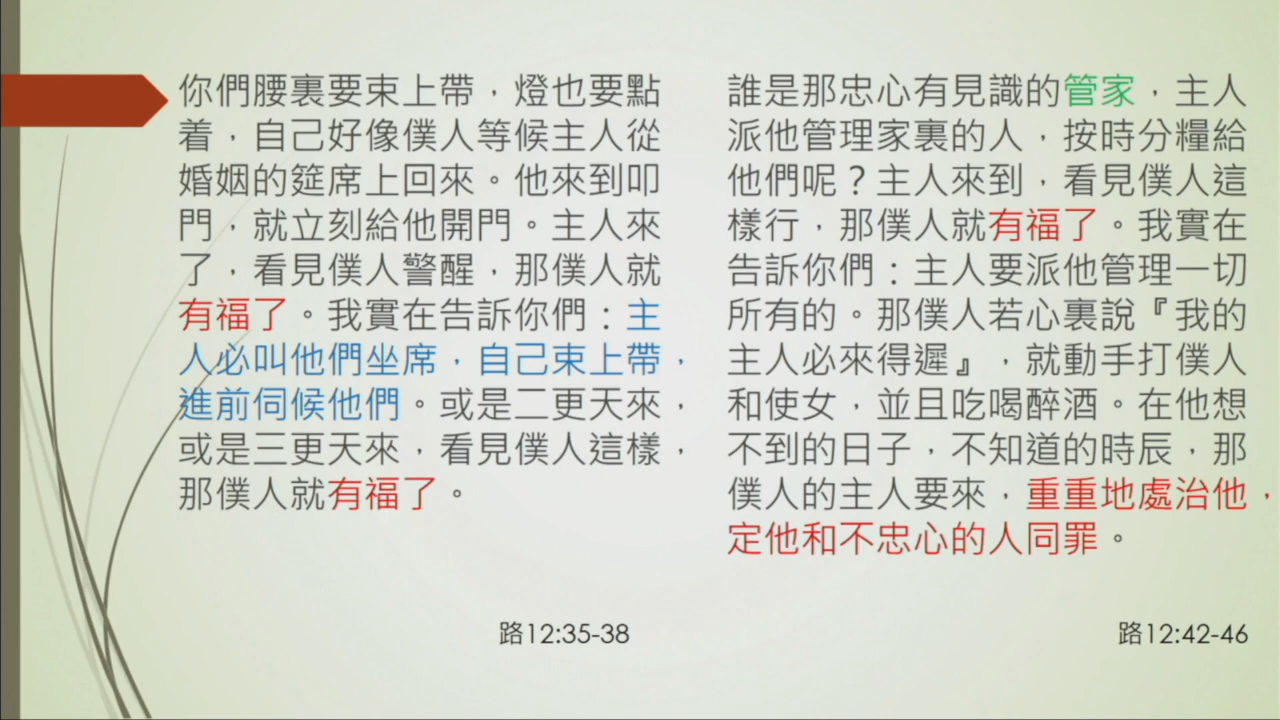 你們腰裏要束上帶，燈也要點
着，自己好像僕人等候主人從
婚姻的筵席上回來。他來到叩
門，就立刻給他開門。主人來
了，看見僕人警醒，那僕人就
有福了。我實在告訴你們：主
人必叫他們坐席，自己束上帶，
進前伺候他們。或是二更天來，
或是三更天來，看見僕人這樣，
那僕人就有福了。
路12:35-38
誰是那忠心有見識的管家，主人
派他管理家裏的人，按時分糧給
他們呢？主人來到，看見僕人這
樣行，那僕人就有福了。我實在
告訴你們：主人要派他管理一切
所有的。那僕人若心裏說『我的
主人必來得遲』，就動手打僕人
和使女，並且吃喝醉酒。在他想
不到的日子，不知道的時辰，那
僕人的主人要來，重重地處治他，
定他和不忠心的人同罪。
路12:42-46